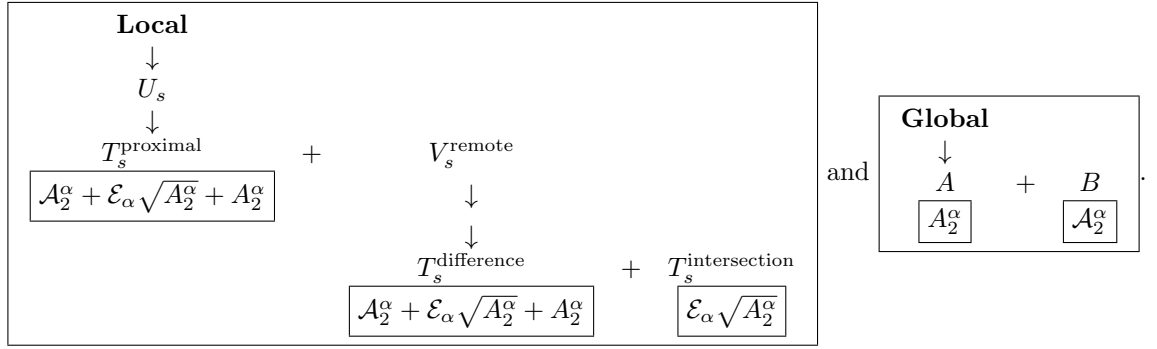 Local
↓
U_s
↓
T_s^proximal + V_s^remote
𝒜_2^α + ℰ_α√A_2^α + A_2^α
↓
↓
T_s^difference + T_s^intersection
𝒜_2^α + ℰ_α√A_2^α + A_2^α ℰ_α√A_2^α
and
Global
↓
A + B
A_2^α 𝒜_2^α
.